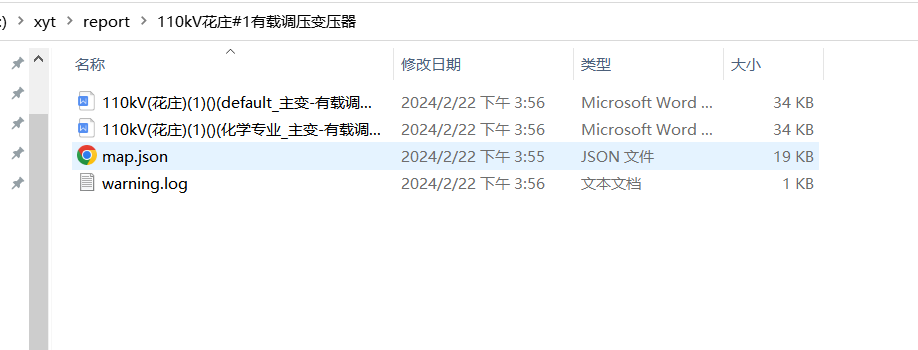 :) > xyt > report > 110kV花庄#1有载调压变压器
名称 修改日期 类型 大小
110kV(花庄)(1)()(default_主变-有载调... 2024/2/22 下午 3:56 Microsoft Word ... 34 KB
110kV(花庄)(1)()(化学专业_主变-有载调... 2024/2/22 下午 3:56 Microsoft Word ... 34 KB
map.json 2024/2/22 下午 3:55 JSON 文件 19 KB
warning.log 2024/2/22 下午 3:56 文本文档 1 KB